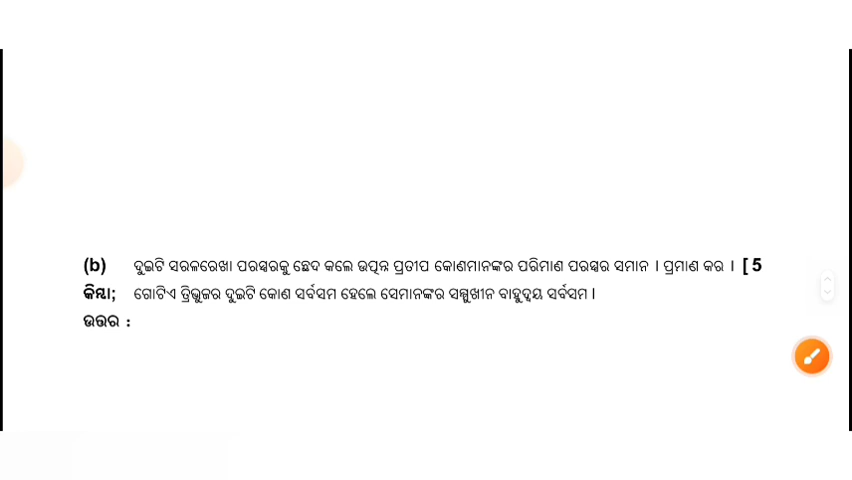 (b) ଦୁଇଟି ସରଳରେଖା ପରସ୍ପରକୁ ଛେଦ କଲେ ଉତ୍ପନ୍ନ ପ୍ରତୀପ କୋଣମାନଙ୍କର ପରିମାଣ ପରସ୍ପର ସମାନ । ପ୍ରମାଣ କର । [ 5
କିମ୍ବା; ଗୋଟିଏ ତ୍ରିଭୁଜର ଦୁଇଟି କୋଣ ସର୍ବସମ ହେଲେ ସେମାନଙ୍କର ସମ୍ମୁଖୀନ ବାହୁଦ୍ୱୟ ସର୍ବସମ ।
ଉତ୍ତର :